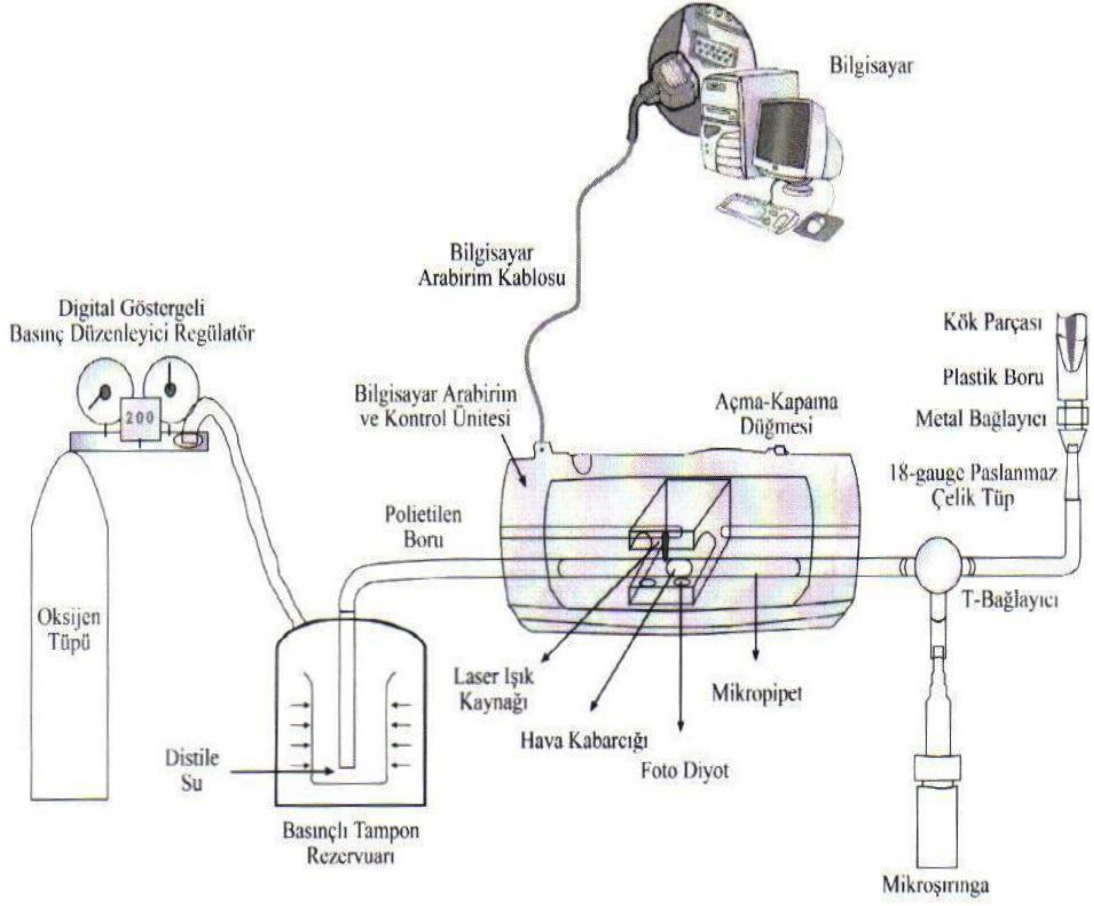 Bilgisayar
Bilgisayar
Arabirim Kablosu
Digital Göstergeli
Basınç Düzenleyici Regülatör
200
Bilgisayar Arabirim
ve Kontrol Ünitesi
Açma-Kapama
Düğmesi
Kök Parçası
Plastik Boru
Metal Bağlayıcı
18-gauge Paslanmaz
Çelik Tüp
Polietilen
Boru
T-Bağlayıcı
Oksijen
Tüpü
Laser Işık
Kaynağı
Mikropipet
Hava Kabarcığı
Foto Diyot
Distile
Su
Basınçlı Tampon
Rezervuarı
Mikroşırınga